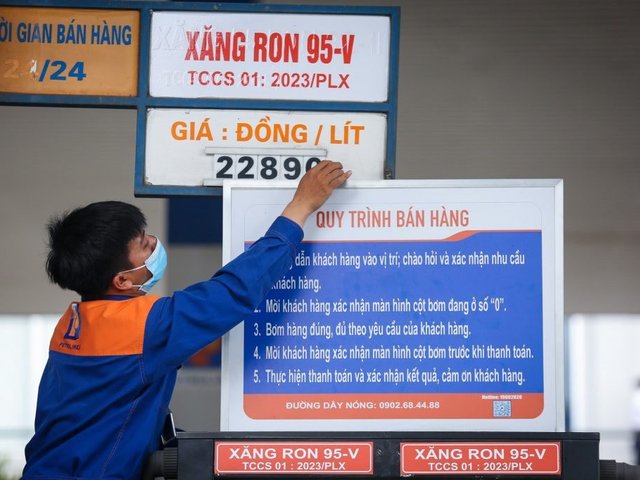 ỜI GIAN BÁN HÀNG
24/24
XĂNG RON 95-V
TCCS 01: 2023/PLX
GIÁ : ĐỒNG / LÍT
22890
QUY TRÌNH BÁN HÀNG
dẫn khách hàng vào vị trí; chào hỏi và xác nhận nhu cầu
khách hàng.
2. Mời khách hàng xác nhận màn hình cột bơm đang ở số "0".
3. Bơm hàng đúng, đủ theo yêu cầu của khách hàng.
4. Mời khách hàng xác nhận màn hình cột bơm trước khi thanh toán.
5. Thực hiện thanh toán và xác nhận kết quả, cảm ơn khách hàng.
ĐƯỜNG DÂY NÓNG: 0902.68.44.88
Hotline: 19002828
XĂNG RON 95-V
TCCS 01 : 2023/PLX
XĂNG RON 95-V
TCCS 01 : 2023/PLX